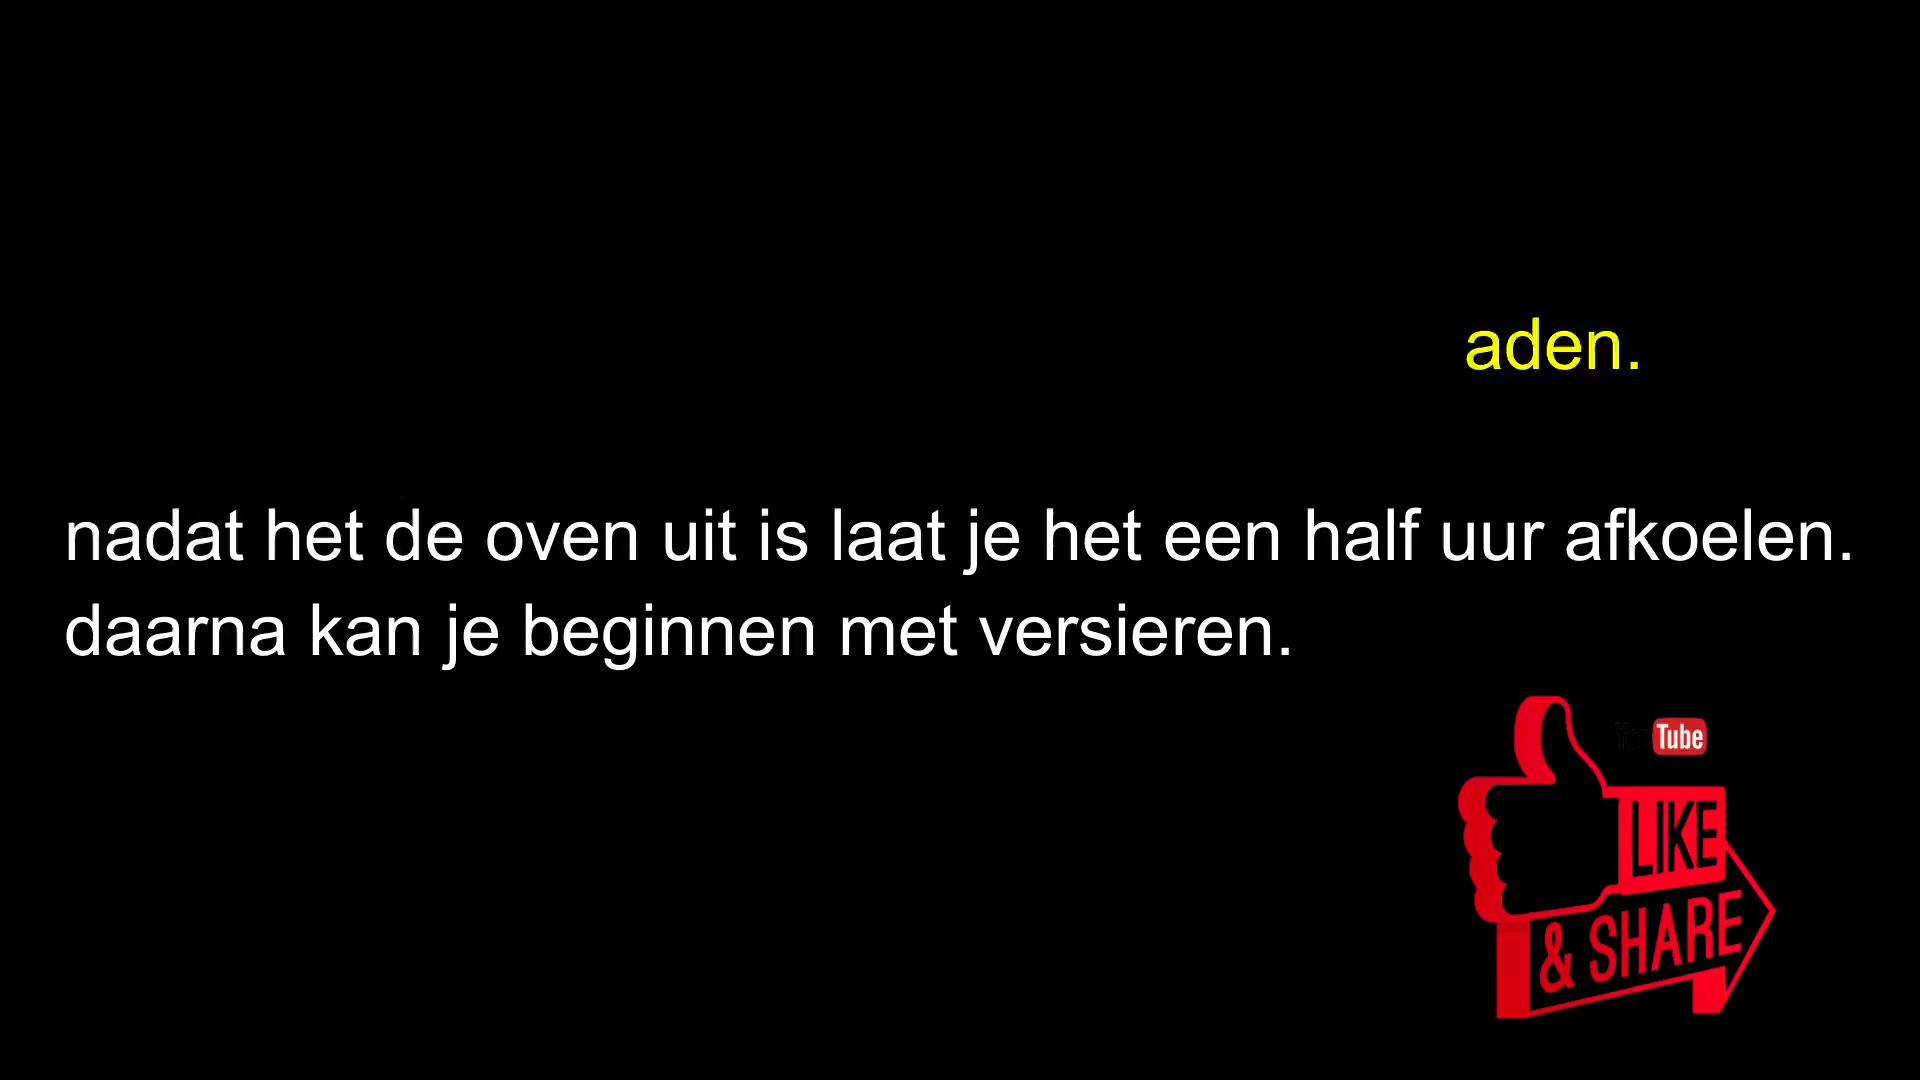 aden.
nadat het de oven uit is laat je het een half uur afkoelen.
daarna kan je beginnen met versieren.
YouTube
LIKE
& SHARE